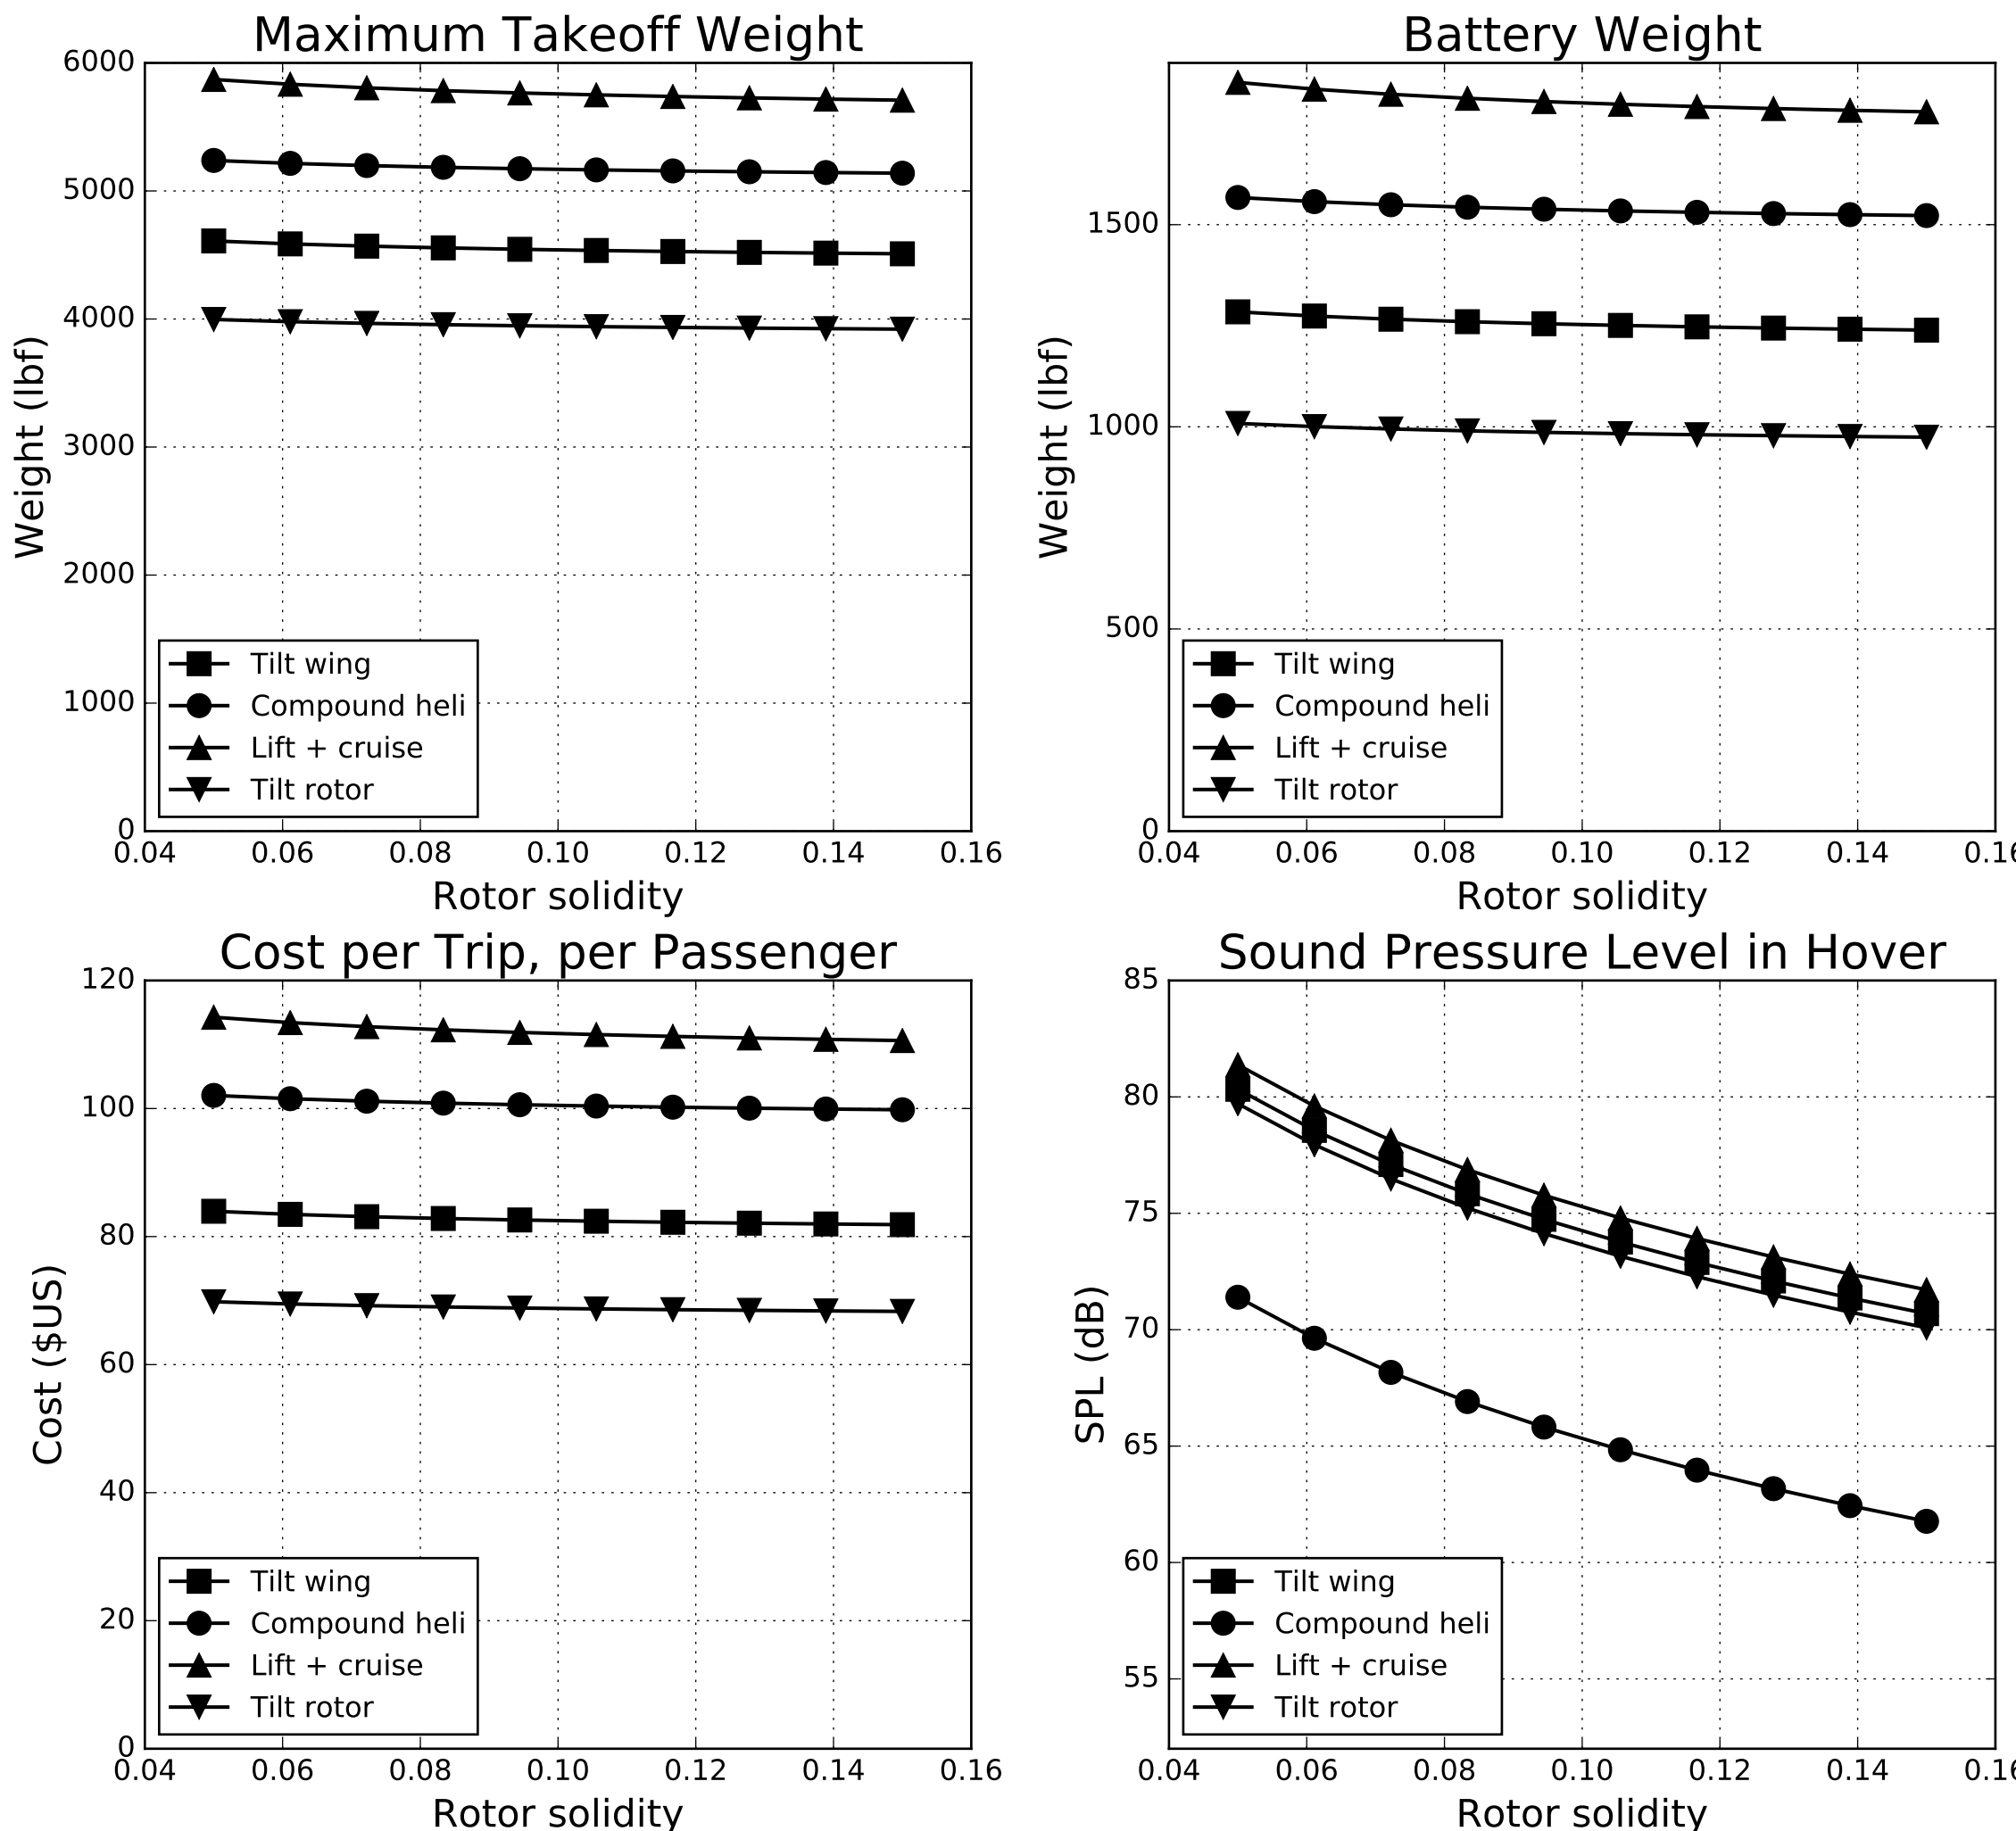 Maximum Takeoff Weight
6000
5000
4000
3000
2000
1000
0
Weight (lbf)
Tilt wing
Compound heli
Lift + cruise
Tilt rotor
0.04 0.06 0.08 0.10 0.12 0.14 0.16
Rotor solidity
Battery Weight
1500
1000
500
0
Weight (lbf)
Tilt wing
Compound heli
Lift + cruise
Tilt rotor
0.04 0.06 0.08 0.10 0.12 0.14 0.16
Rotor solidity
Cost per Trip, per Passenger
120
100
80
60
40
20
0
Cost ($US)
Tilt wing
Compound heli
Lift + cruise
Tilt rotor
0.04 0.06 0.08 0.10 0.12 0.14 0.16
Rotor solidity
Sound Pressure Level in Hover
85
80
75
70
65
60
55
SPL (dB)
Tilt wing
Compound heli
Lift + cruise
Tilt rotor
0.04 0.06 0.08 0.10 0.12 0.14 0.16
Rotor solidity